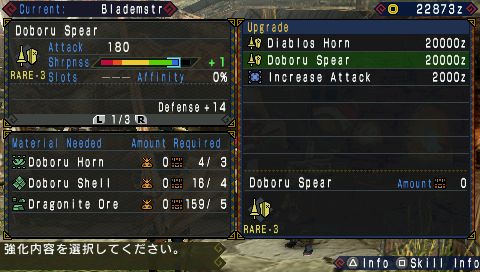 Current: Blademstr
22873z
Doboru Spear
Attack 180
Shrpnss +1
RARE-3
Slots --- Affinity 0%
Defense+14
L 1/3 R
Material Needed Amount Required
Doboru Horn 0 4/ 3
Doboru Shell 0 16/ 4
Dragonite Ore 0 159/ 5
Upgrade
Diablos Horn 20000z
Doboru Spear 20000z
Increase Attack 2000z
Doboru Spear Amount 0
RARE-3
強化内容を選択してください。
Info Skill Info